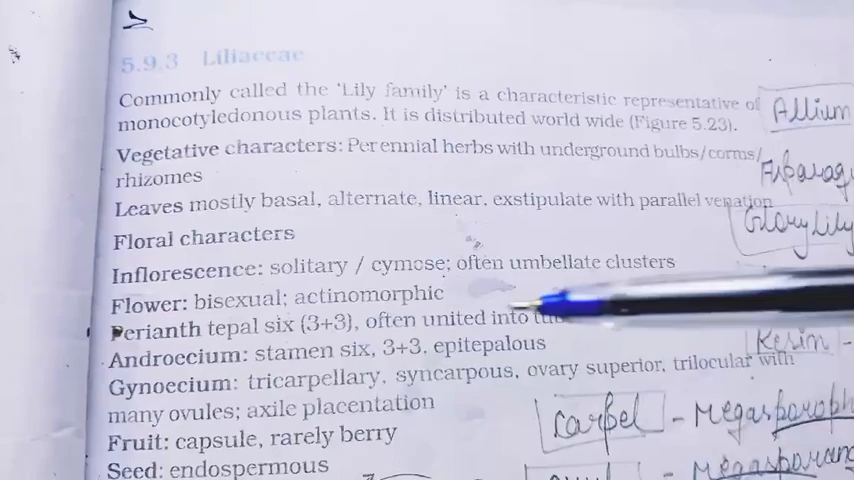 5.9.3 Liliaceae
Commonly called the 'Lily family' is a characteristic representative of
monocotyledonous plants. It is distributed world wide (Figure 5.23).
Allium
Vegetative characters: Perennial herbs with underground bulbs/corms/
rhizomes
Leaves mostly basal, alternate, linear, exstipulate with parallel venation
Floral characters
Inflorescence: solitary / cymose; often umbellate clusters
Flower: bisexual; actinomorphic
Perianth tepal six (3+3), often united into
Androecium: stamen six, 3+3, epitepalous
Gynoecium: tricarpellary, syncarpous, ovary superior, trilocular with
many ovules; axile placentation
Carpel -
Fruit: capsule, rarely berry
Seed: endospermous